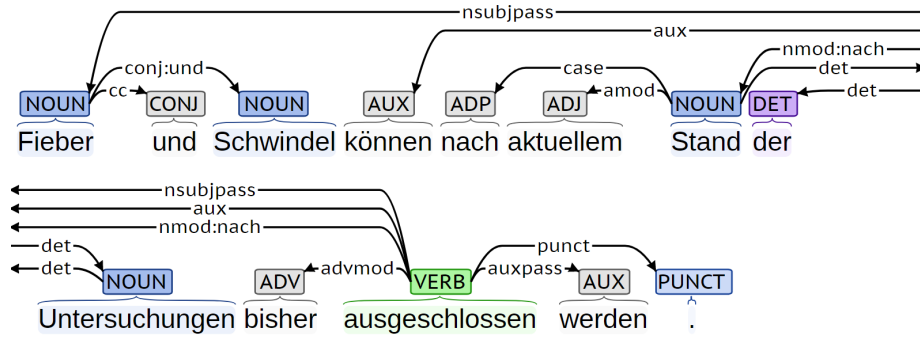 nsubjpass
aux
nmod:nach
conj:und case det
cc amod det
NOUN CONJ NOUN AUX ADP ADJ NOUN DET
Fieber und Schwindel können nach aktuellem Stand der
nsubjpass
aux
nmod:nach
det punct
det advmod auxpass
NOUN ADV VERB AUX PUNCT
Untersuchungen bisher ausgeschlossen werden .